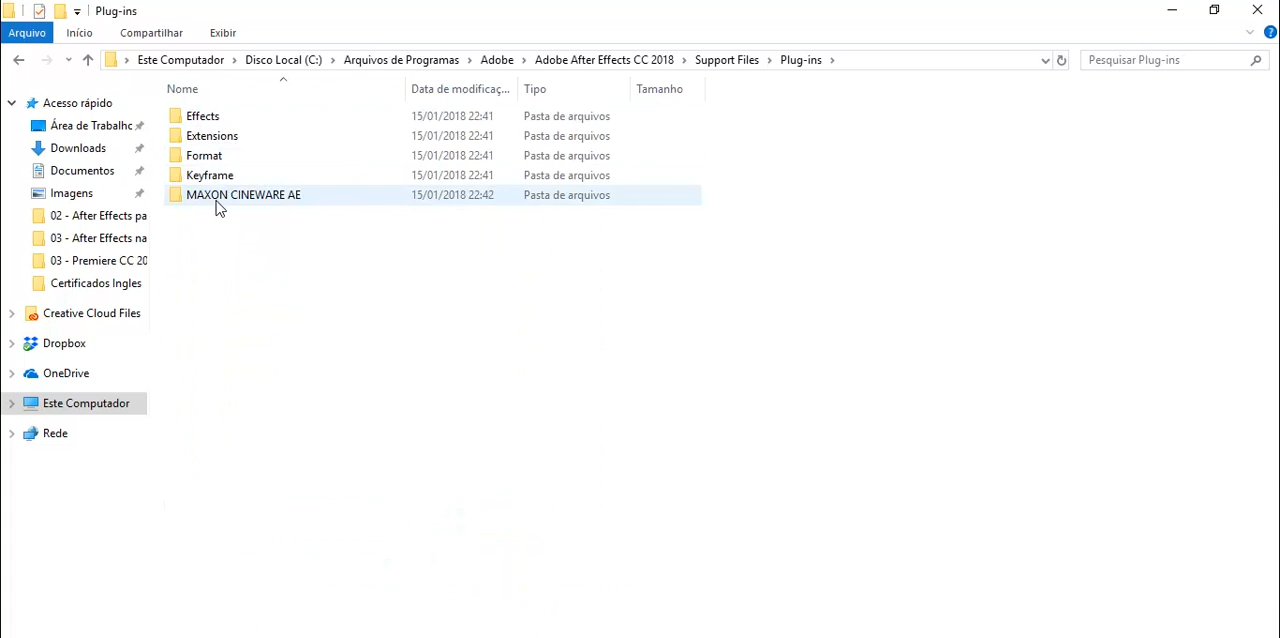 Plug-ins
Arquivo Início Compartilhar Exibir
Este Computador Disco Local (C:) Arquivos de Programas Adobe Adobe After Effects CC 2018 Support Files Plug-ins
Pesquisar Plug-ins
Nome Data de modificaç... Tipo Tamanho
Acesso rápido
Área de Trabalho
Downloads
Documentos
Imagens
02 - After Effects pa
03 - After Effects na
03 - Premiere CC 20
Certificados Ingles
Creative Cloud Files
Dropbox
OneDrive
Este Computador
Rede
Effects 15/01/2018 22:41 Pasta de arquivos
Extensions 15/01/2018 22:41 Pasta de arquivos
Format 15/01/2018 22:41 Pasta de arquivos
Keyframe 15/01/2018 22:41 Pasta de arquivos
MAXON CINEWARE AE 15/01/2018 22:42 Pasta de arquivos